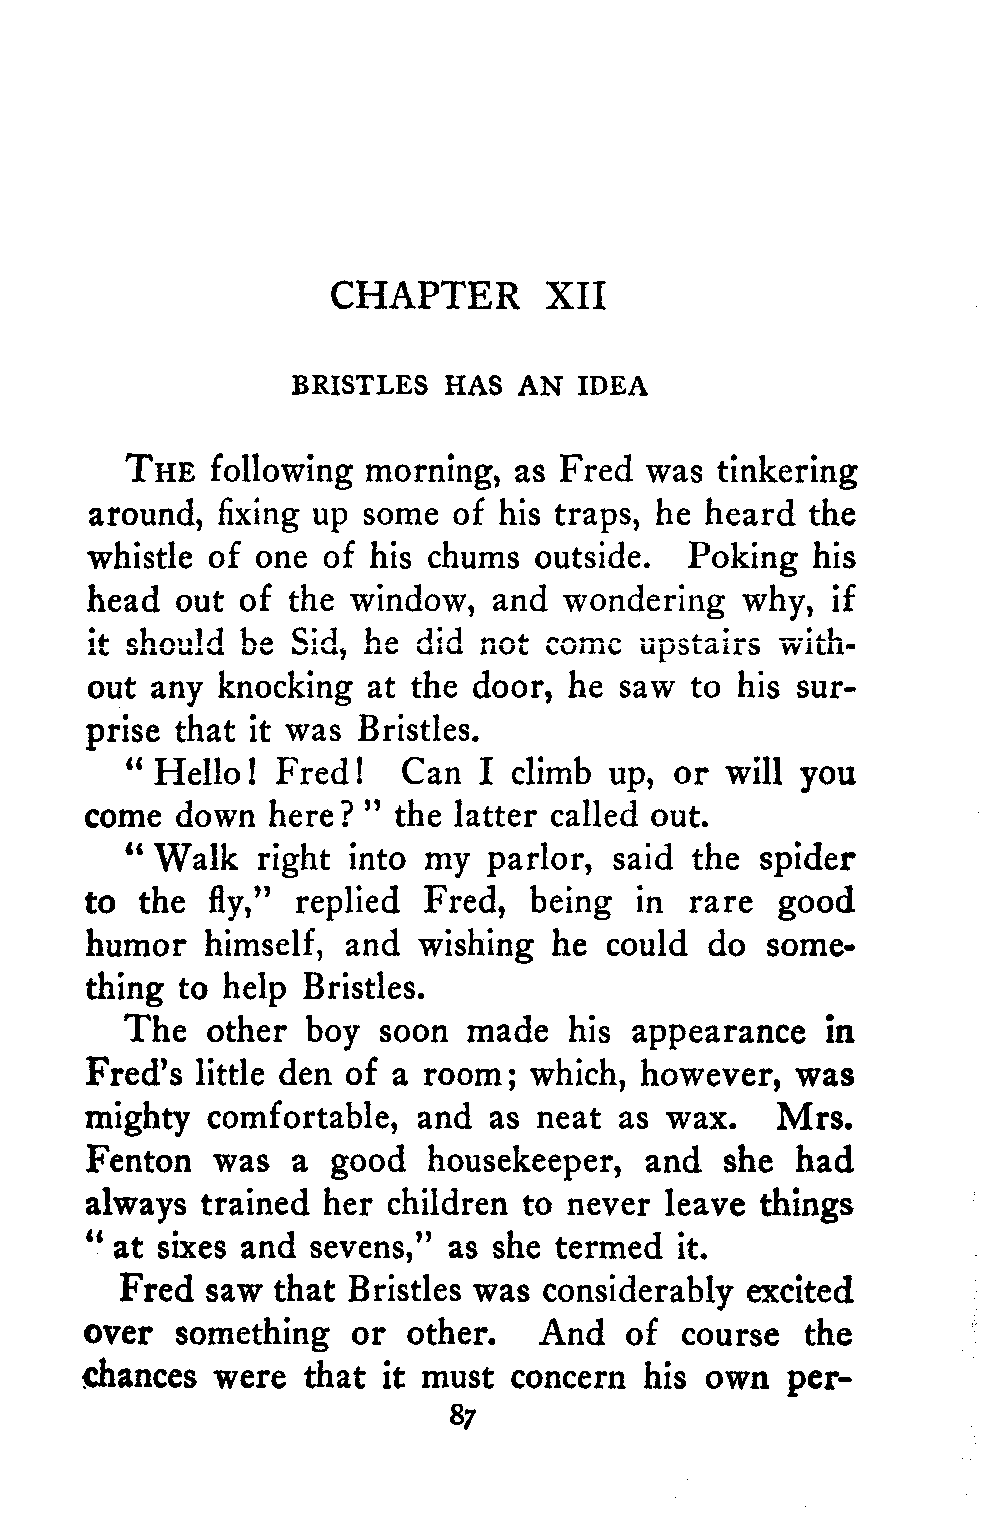 CHAPTER XII
BRISTLES HAS AN IDEA
THE following morning, as Fred was tinkering
around, fixing up some of his traps, he heard the
whistle of one of his chums outside. Poking his
head out of the window, and wondering why, if
it should be Sid, he did not come upstairs with-
out any knocking at the door, he saw to his sur-
prise that it was Bristles.
" Hello! Fred! Can I climb up, or will you
come down here? " the latter called out.
" Walk right into my parlor, said the spider
to the fly," replied Fred, being in rare good
humor himself, and wishing he could do some-
thing to help Bristles.
The other boy soon made his appearance in
Fred's little den of a room; which, however, was
mighty comfortable, and as neat as wax. Mrs.
Fenton was a good housekeeper, and she had
always trained her children to never leave things
" at sixes and sevens," as she termed it.
Fred saw that Bristles was considerably excited
over something or other. And of course the
chances were that it must concern his own per-
87